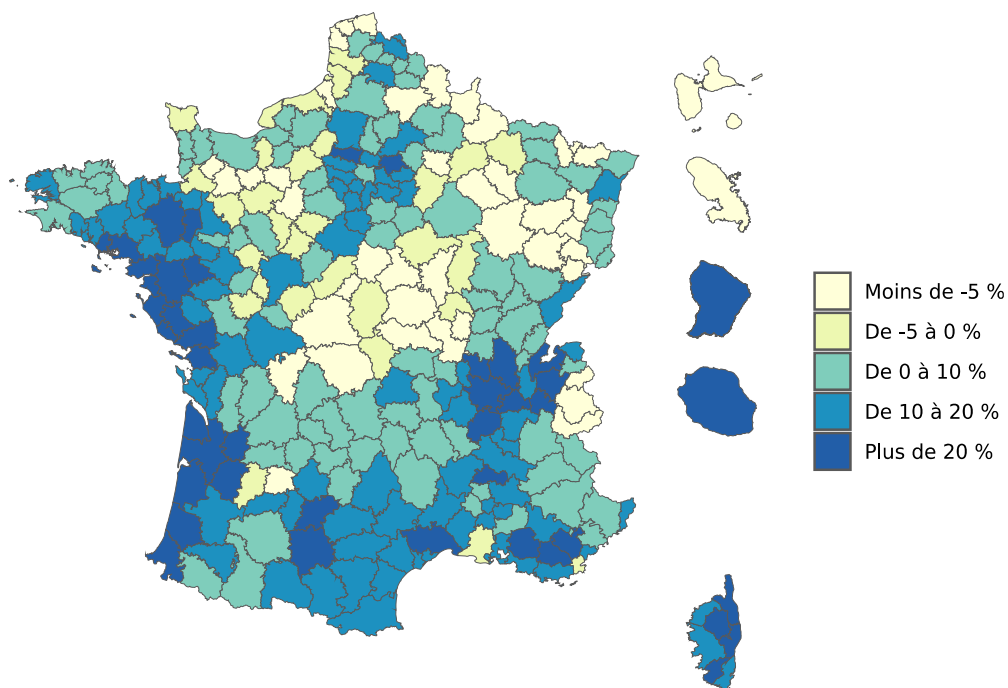 Moins de -5 %
De -5 à 0 %
De 0 à 10 %
De 10 à 20 %
Plus de 20 %